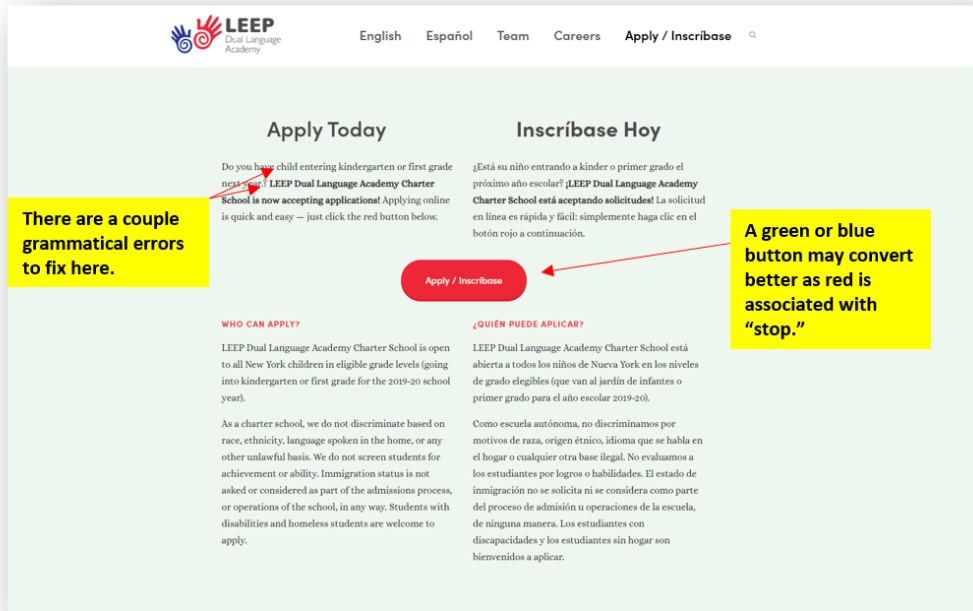 LEEP
Dual Language
Academy
English Español Team Careers Apply / Inscríbase
Apply Today
Do you have child entering kindergarten or first grade
next year.? LEEP Dual Language Academy Charter
School is now accepting applications! Applying online
is quick and easy — just click the red button below.
Inscríbase Hoy
¿Está su niño entrando a kinder o primer grado el
próximo año escolar? ¡LEEP Dual Language Academy
Charter School está aceptando solicitudes! La solicitud
en línea es rápida y fácil: simplemente haga clic en el
botón rojo a continuación.
There are a couple
grammatical errors
to fix here.
A green or blue
button may convert
better as red is
associated with
“stop.”
Apply / Inscríbase
WHO CAN APPLY?
LEEP Dual Language Academy Charter School is open
to all New York children in eligible grade levels (going
into kindergarten or first grade for the 2019-20 school
year).
As a charter school, we do not discriminate based on
race, ethnicity, language spoken in the home, or any
other unlawful basis. We do not screen students for
achievement or ability. Immigration status is not
asked or considered as part of the admissions process,
or operations of the school, in any way. Students with
disabilities and homeless students are welcome to
apply.
¿QUIÉN PUEDE APLICAR?
LEEP Dual Language Academy Charter School está
abierta a todos los niños de Nueva York en los niveles
de grado elegibles (que van al jardín de infantes o
primer grado para el año escolar 2019-20).
Como escuela autónoma, no discriminamos por
motivos de raza, origen étnico, idioma que se habla en
el hogar o cualquier otra base ilegal. No evaluamos a
los estudiantes por logros o habilidades. El estado de
inmigración no se solicita ni se considera como parte
del proceso de admisión u operaciones de la escuela,
de ninguna manera. Los estudiantes con
discapacidades y los estudiantes sin hogar son
bienvenidos a aplicar.